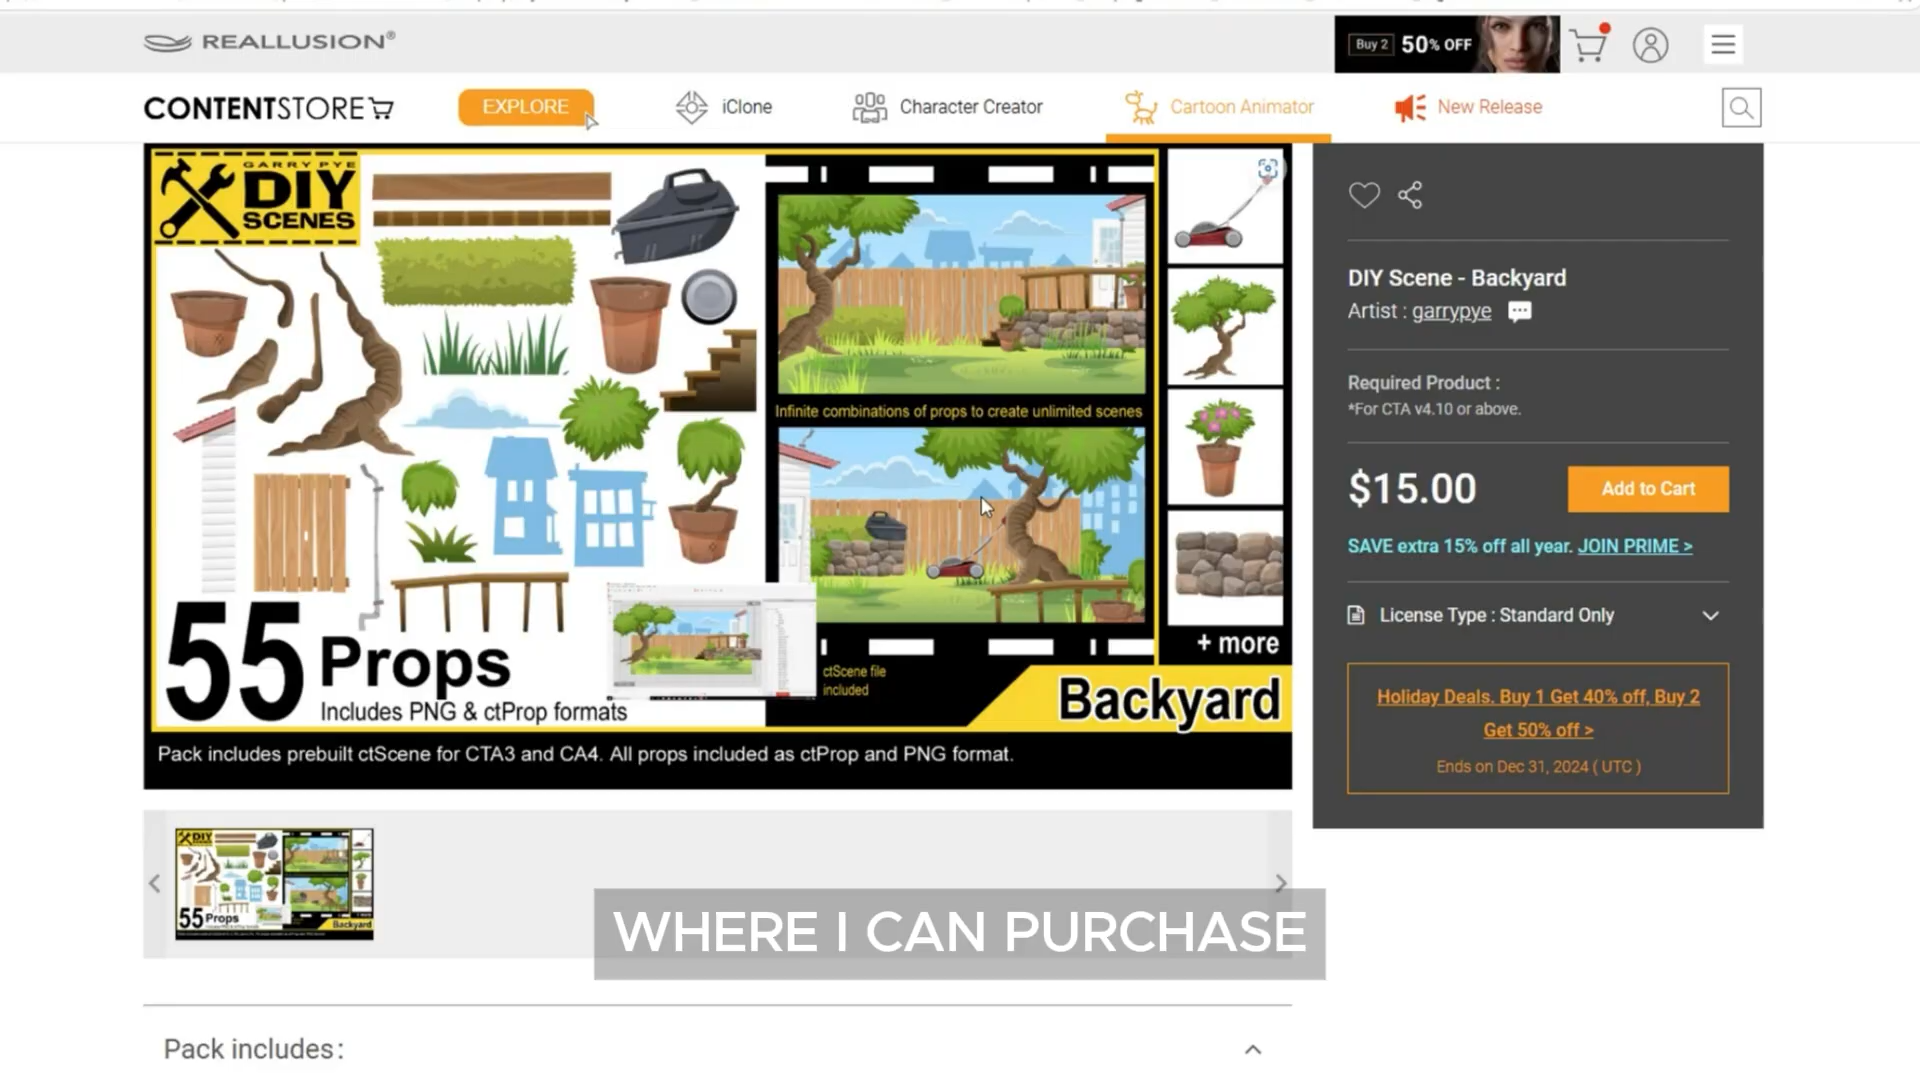 REALLUSION®
Buy 2 50% OFF
CONTENTSTORE
EXPLORE
iClone
Character Creator
Cartoon Animator
New Release
GARRY PYE
DIY
SCENES
Infinite combinations of props to create unlimited scenes
55 Props
Includes PNG & ctProp formats
ctScene file
included
+ more
Backyard
Pack includes prebuilt ctScene for CTA3 and CA4. All props included as ctProp and PNG format.
DIY Scene - Backyard
Artist : garrypye
Required Product :
*For CTA v4.10 or above.
$15.00
Add to Cart
SAVE extra 15% off all year. JOIN PRIME >
License Type : Standard Only
Holiday Deals. Buy 1 Get 40% off, Buy 2
Get 50% off >
Ends on Dec 31, 2024 ( UTC )
DIY
SCENES
55 Props
Backyard
WHERE I CAN PURCHASE
Pack includes :